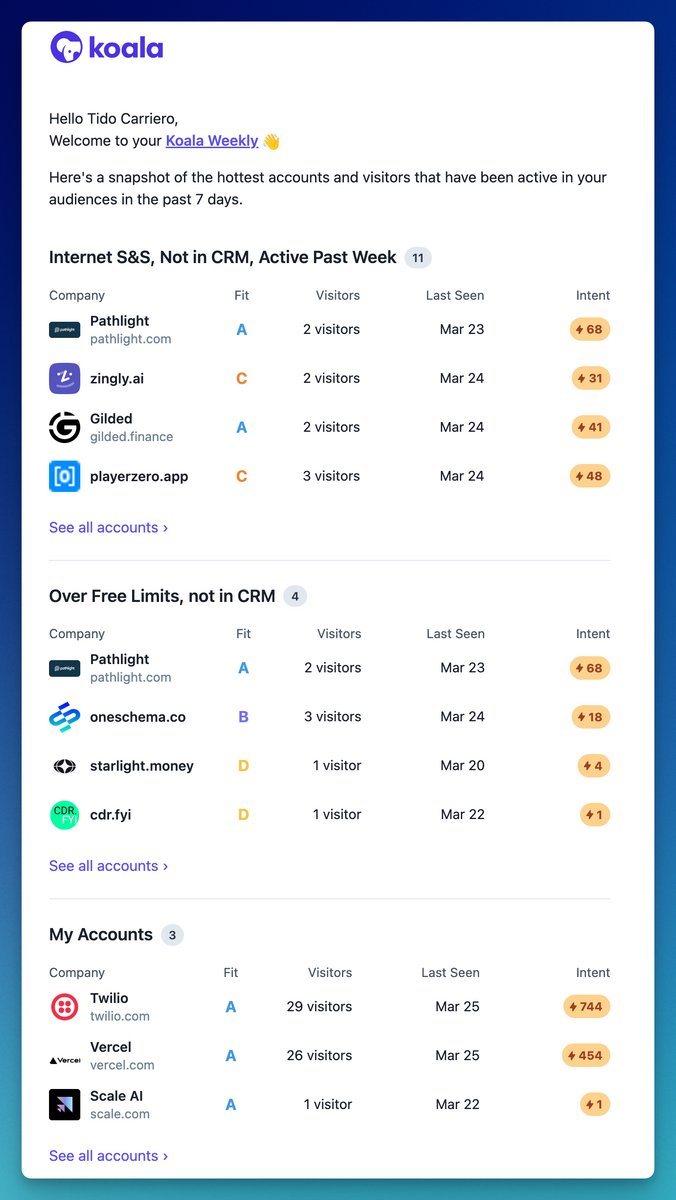 koala
Hello Tido Carriero,
Welcome to your Koala Weekly 👋
Here's a snapshot of the hottest accounts and visitors that have been active in your
audiences in the past 7 days.
Internet S&S, Not in CRM, Active Past Week 11
Company Fit Visitors Last Seen Intent
pathlight Pathlight A 2 visitors Mar 23 68
pathlight.com
zingly.ai C 2 visitors Mar 24 31
Gilded A 2 visitors Mar 24 41
gilded.finance
playerzero.app C 3 visitors Mar 24 48
See all accounts ›
Over Free Limits, not in CRM 4
Company Fit Visitors Last Seen Intent
pathlight Pathlight A 2 visitors Mar 23 68
pathlight.com
oneschema.co B 3 visitors Mar 24 18
starlight.money D 1 visitor Mar 20 4
CDR.FYI cdr.fyi D 1 visitor Mar 22 1
See all accounts ›
My Accounts 3
Company Fit Visitors Last Seen Intent
Twilio A 29 visitors Mar 25 744
twilio.com
Vercel Vercel A 26 visitors Mar 25 454
vercel.com
Scale AI A 1 visitor Mar 22 1
scale.com
See all accounts ›